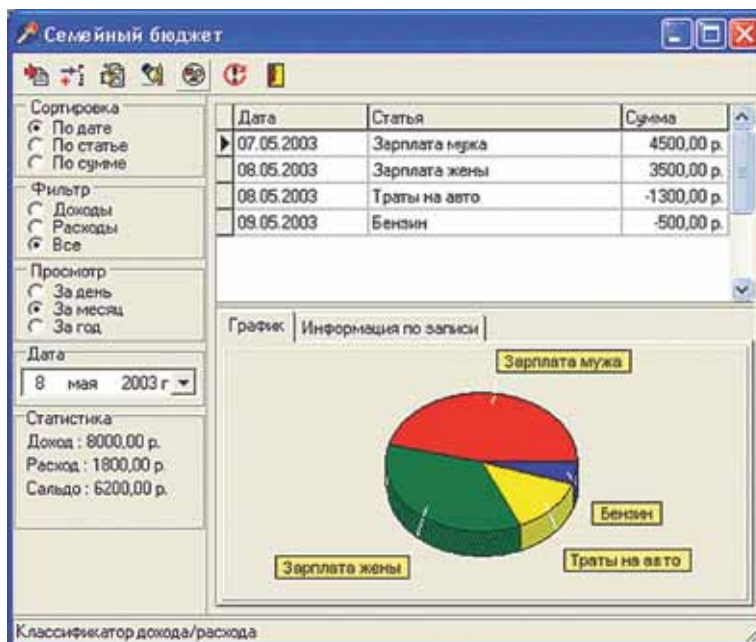 Семейный бюджет
Сортировка
По дате
По статье
По сумме
Фильтр
Доходы
Расходы
Все
Просмотр
За день
За месяц
За год
Дата
8 мая 2003 г
Статистика
Доход : 8000,00 р.
Расход : 1800,00 р.
Сальдо : 6200,00 р.
Дата Статья Сумма
07.05.2003 Зарплата мужа 4500,00 р.
08.05.2003 Зарплата жены 3500,00 р.
08.05.2003 Траты на авто -1300,00 р.
09.05.2003 Бензин -500,00 р.
График Информация по записи
Зарплата мужа
Бензин
Траты на авто
Зарплата жены
Классификатор дохода/расхода